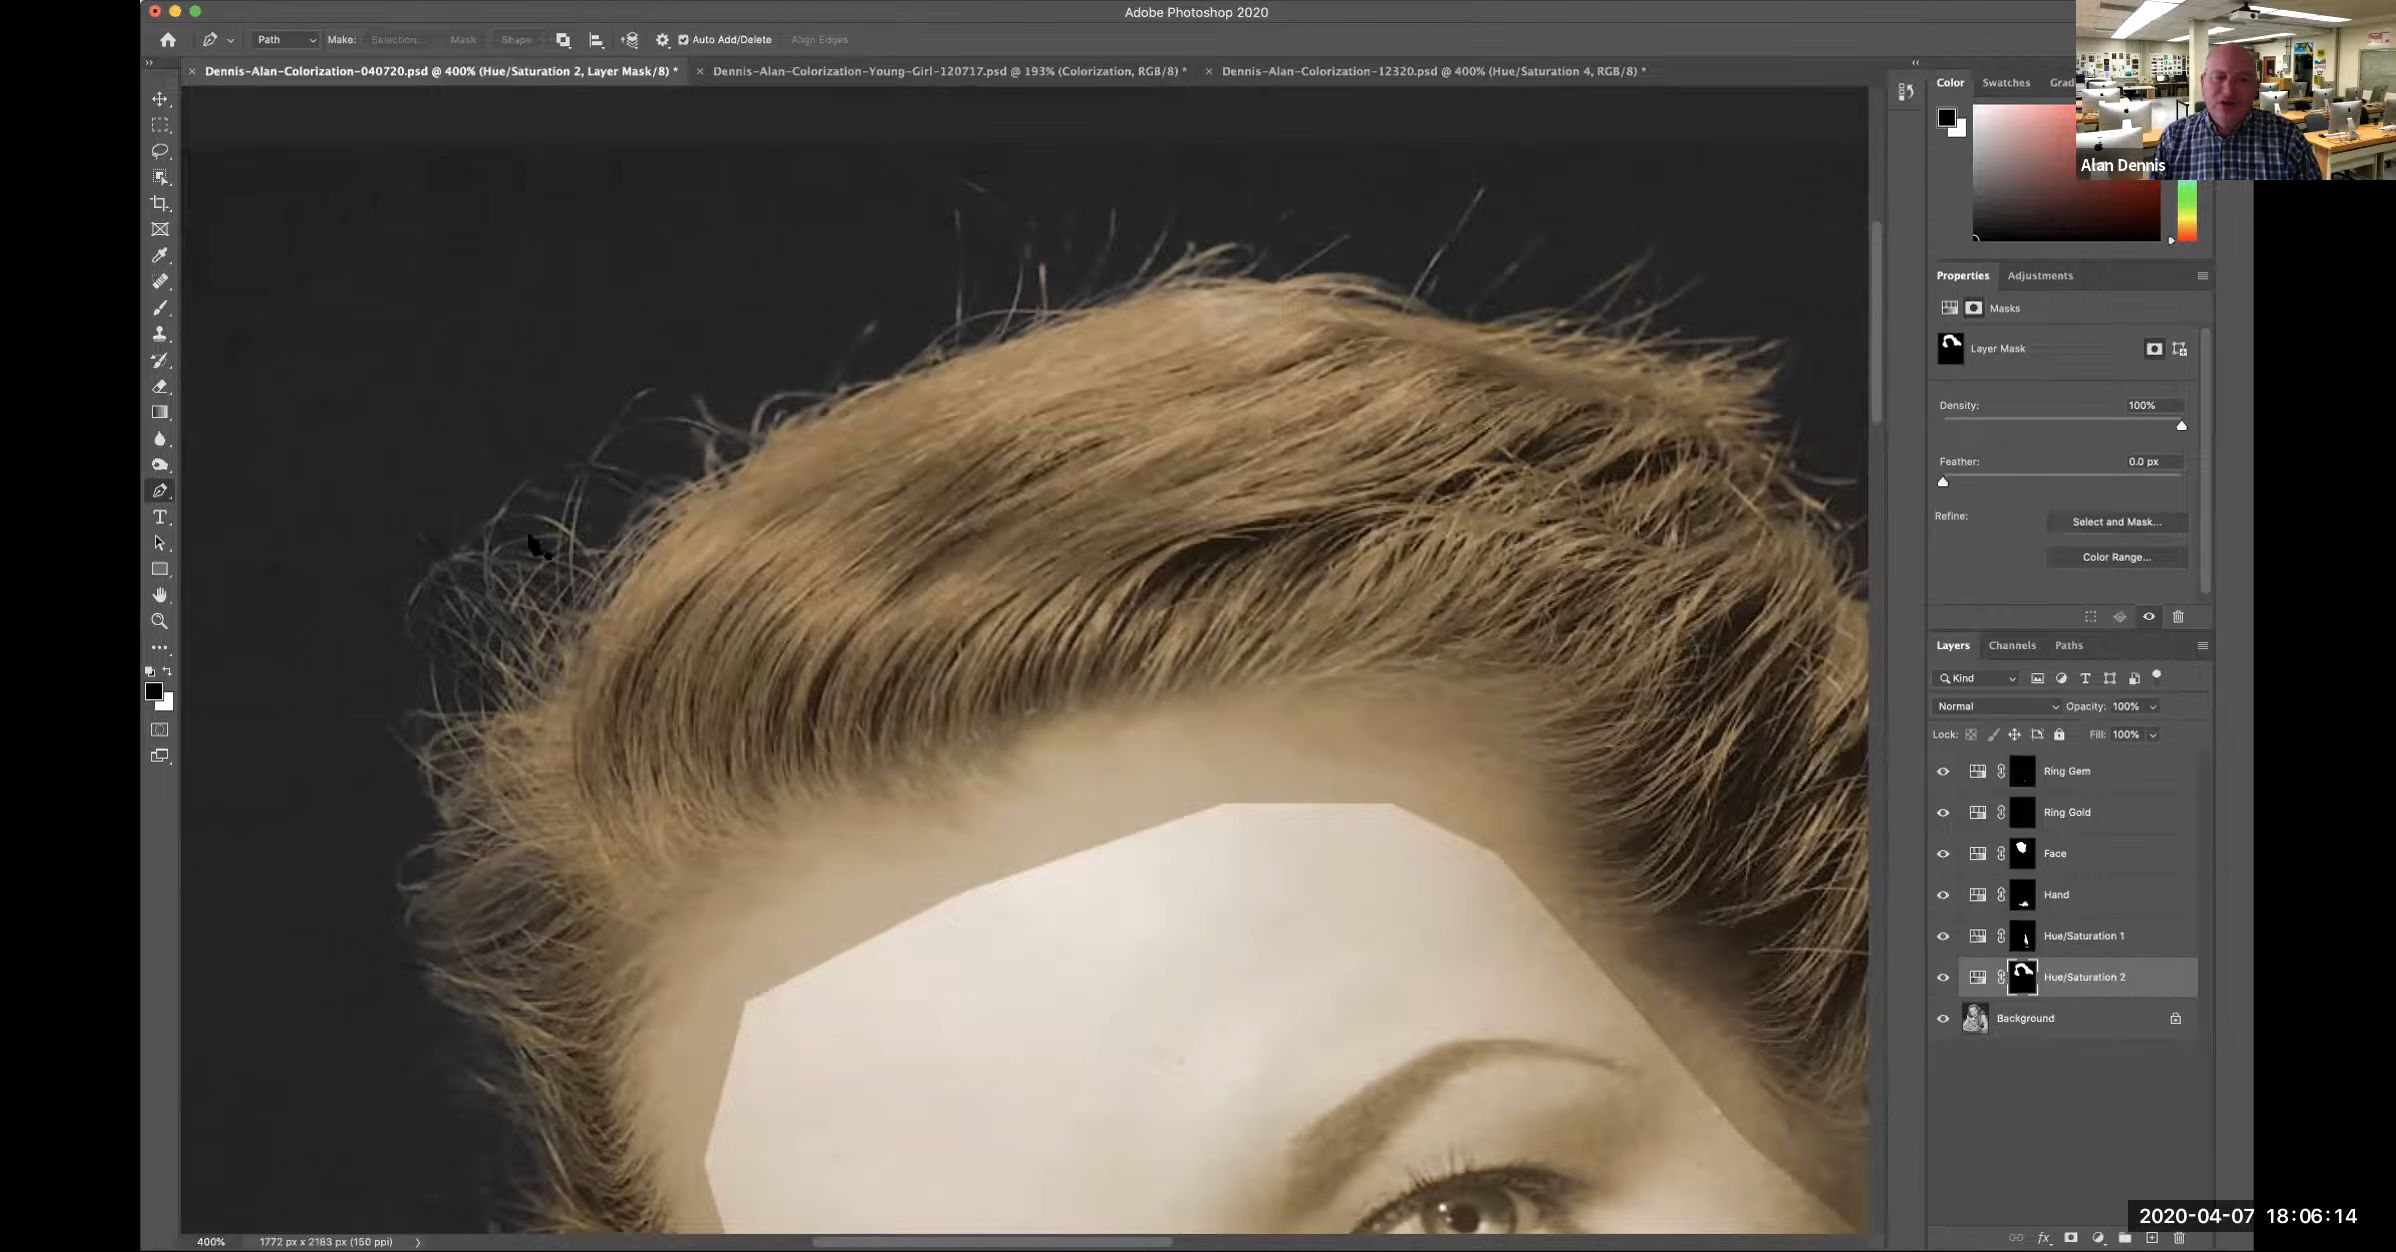 Adobe Photoshop 2020
Path Make: Selection... Mask Shape Auto Add/Delete Align Edges
Dennis-Alan-Colorization-040720.psd @ 400% (Hue/Saturation 2, Layer Mask/8) * Dennis-Alan-Colorization-Young-Girl-120717.psd @ 193% (Colorization, RGB/8) * Dennis-Alan-Colorization-12320.psd @ 400% (Hue/Saturation 4, RGB/8) *
Color Swatches Grad
Alan Dennis
Properties Adjustments
Masks
Layer Mask
Density: 100%
Feather: 0.0 px
Refine: Select and Mask...
Color Range...
Layers Channels Paths
Kind
Normal Opacity: 100%
Lock: Fill: 100%
Ring Gem
Ring Gold
Face
Hand
Hue/Saturation 1
Hue/Saturation 2
Background
2020-04-07 18:06:14
400% 1772 px x 2183 px (150 ppi)